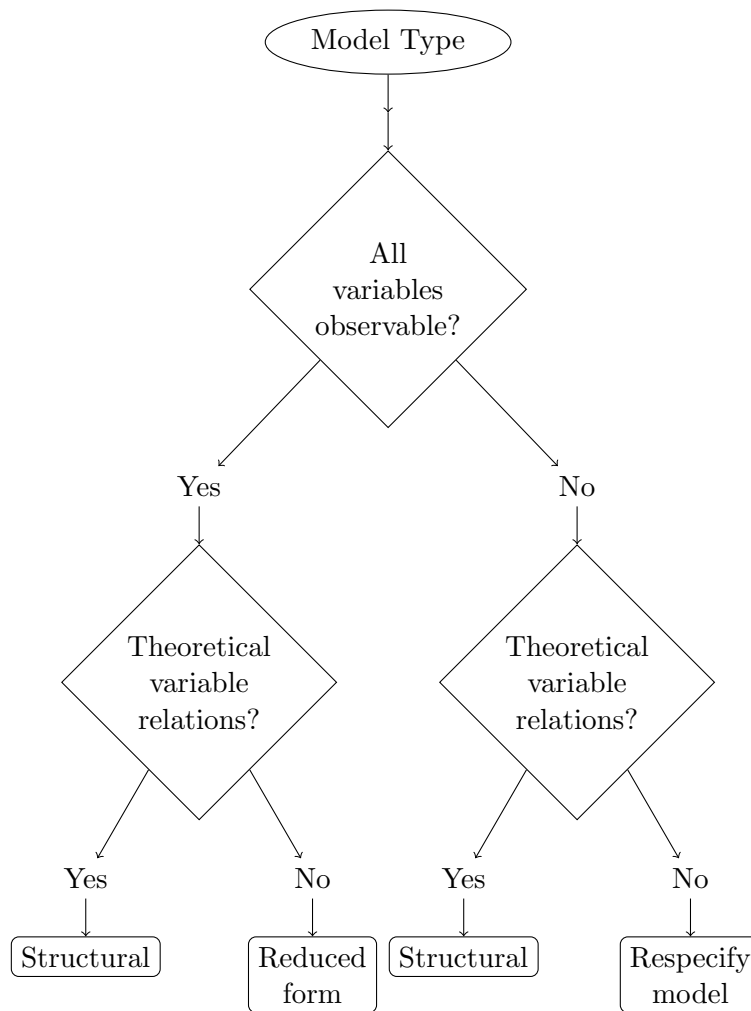 Model Type
All
variables
observable?
Yes
No
Theoretical
variable
relations?
Theoretical
variable
relations?
Yes
No
Yes
No
Structural
Reduced
form
Structural
Respecify
model